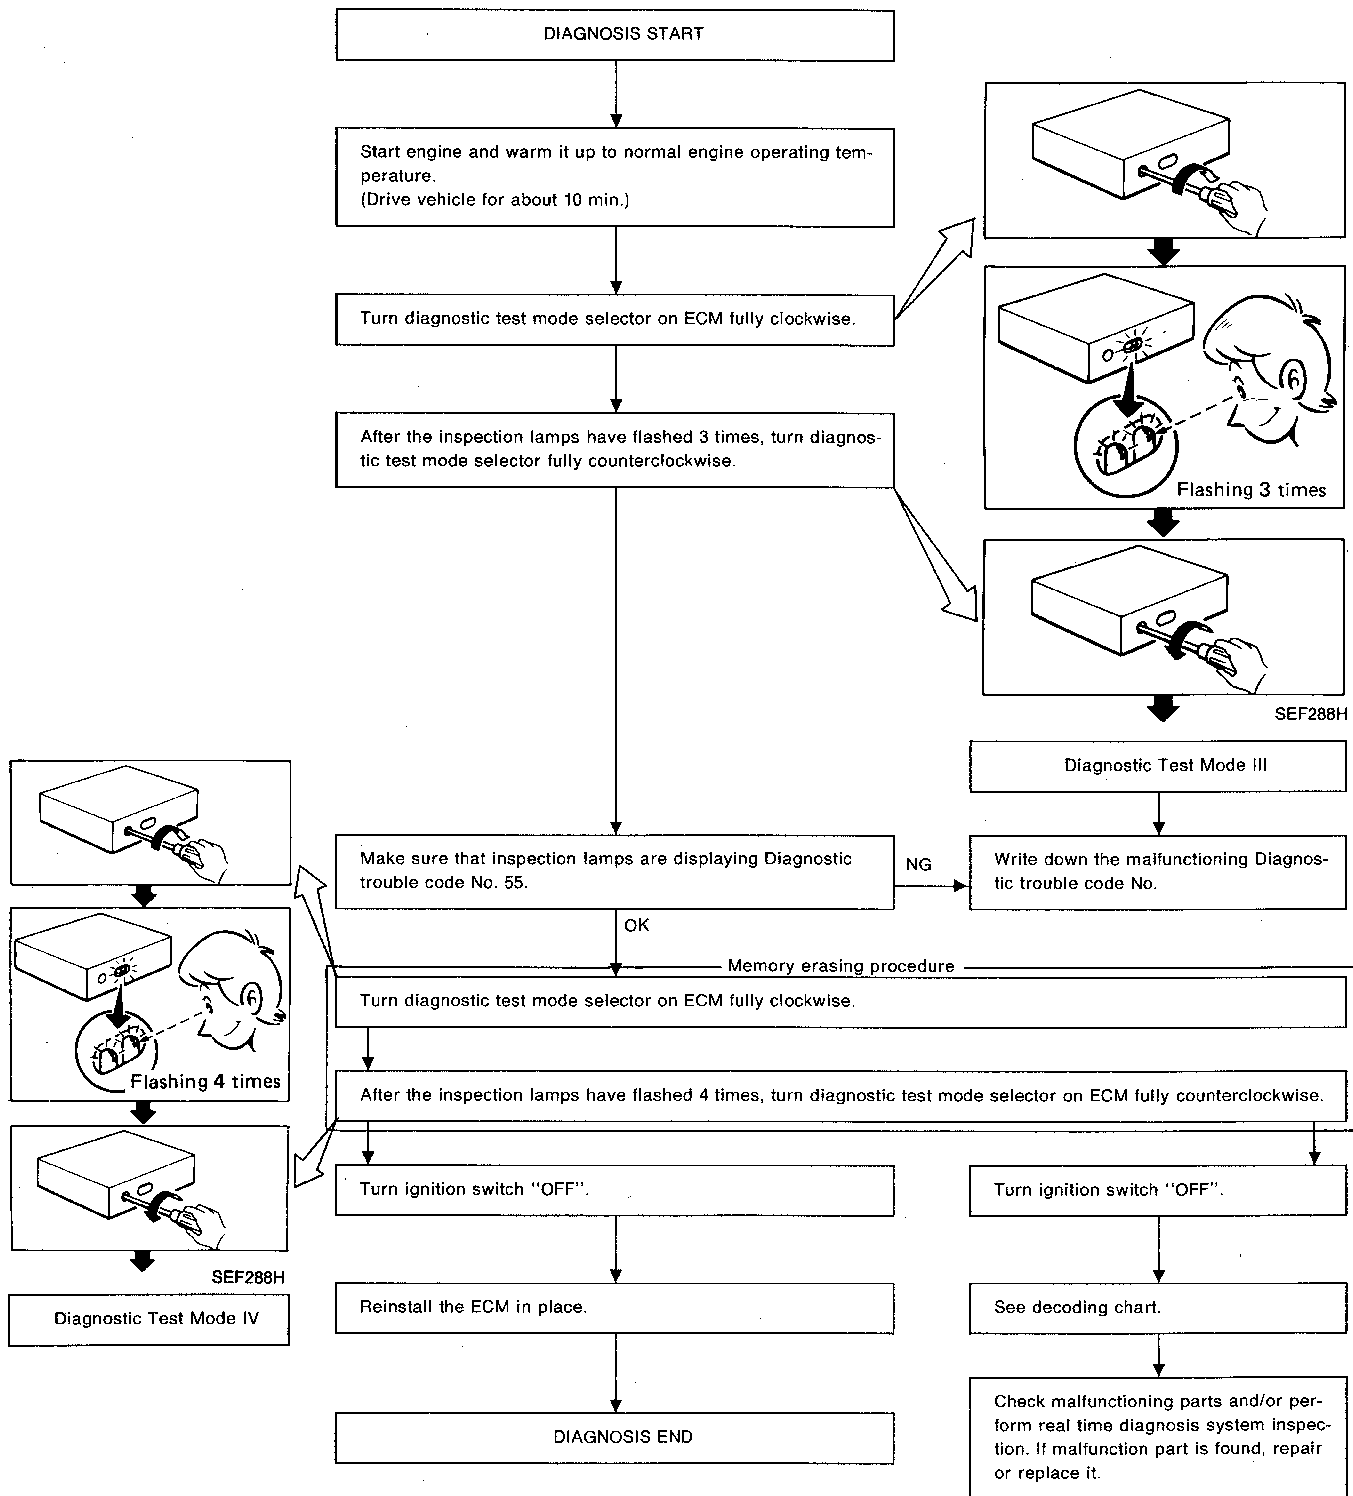 DIAGNOSIS START
Start engine and warm it up to normal engine operating tem-
perature.
(Drive vehicle for about 10 min.)
Turn diagnostic test mode selector on ECM fully clockwise.
After the inspection lamps have flashed 3 times, turn diagnos-
tic test mode selector fully counterclockwise.
Flashing 3 times
SEF288H
Diagnostic Test Mode III
Make sure that inspection lamps are displaying Diagnostic
trouble code No. 55.
NG
Write down the malfunctioning Diagnos-
tic trouble code No.
OK
Memory erasing procedure
Turn diagnostic test mode selector on ECM fully clockwise.
After the inspection lamps have flashed 4 times, turn diagnostic test mode selector on ECM fully counterclockwise.
Flashing 4 times
SEF288H
Diagnostic Test Mode IV
Turn ignition switch "OFF".
Reinstall the ECM in place.
DIAGNOSIS END
Turn ignition switch "OFF".
See decoding chart.
Check malfunctioning parts and/or per-
form real time diagnosis system inspec-
tion. If malfunction part is found, repair
or replace it.